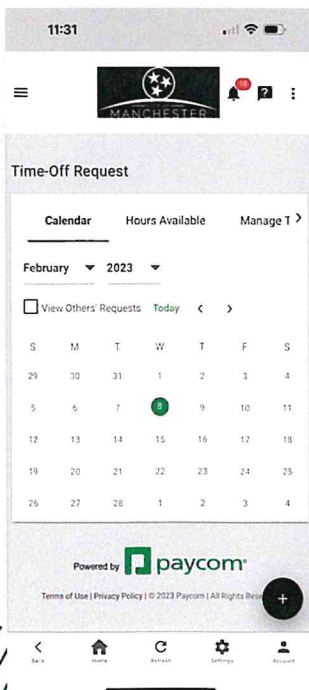 11:31
MANCHESTER
18
?
Time-Off Request
Calendar Hours Available Manage T
February 2023
View Others' Requests Today
S M T W T F S
29 30 31 1 2 3 4
5 6 7 8 9 10 11
12 13 14 15 16 17 18
19 20 21 22 23 24 25
26 27 28 1 2 3 4
Powered by paycom
Terms of Use | Privacy Policy | © 2023 Paycom | All Rights Rese
+
Back Home Refresh Settings Account